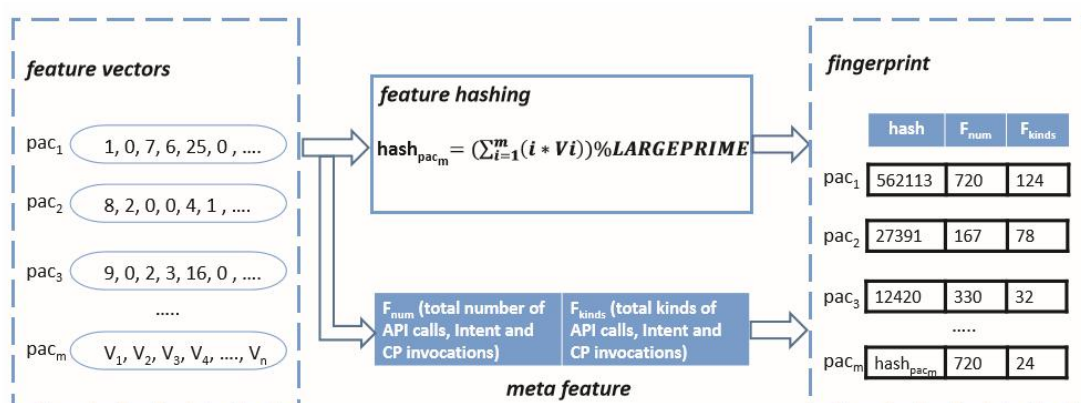 feature vectors
pac1 1, 0, 7, 6, 25, 0 , ....
pac2 8, 2, 0, 0, 4, 1 , ....
pac3 9, 0, 2, 3, 16, 0 , ....
.....
pacm V1, V2, V3, V4, ...., Vn
feature hashing
hash_pac_m = (∑_{i=1}^{m}(i * Vi))%LARGEPRIME
Fnum (total number of
API calls, Intent and
CP invocations)
Fkinds (total kinds of
API calls, Intent and
CP invocations)
meta feature
fingerprint
hash Fnum Fkinds
pac1 562113 720 124
pac2 27391 167 78
pac3 12420 330 32
.....
pacm hash_pac_m 720 24